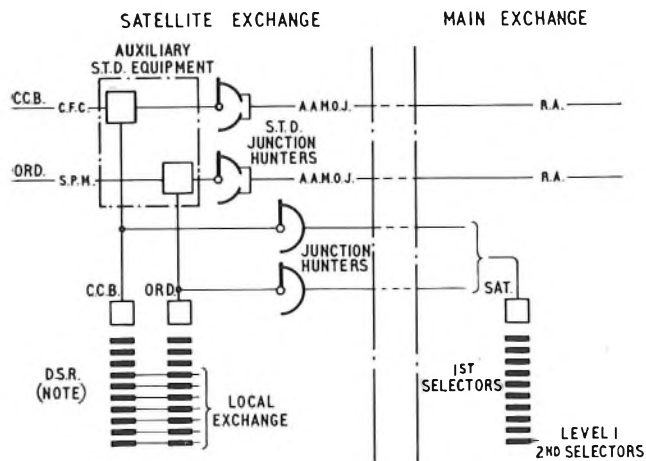 SATELLITE EXCHANGE
MAIN EXCHANGE
AUXILIARY
S.T.D. EQUIPMENT
C.C.B.
C.F.C.
A.A.M.O.J.
R.A.
S.T.D.
JUNCTION
HUNTERS
ORD.
S.P.M.
A.A.M.O.J.
R.A.
JUNCTION
HUNTERS
C.C.B.
ORD.
SAT.
D.S.R.
(NOTE)
LOCAL
EXCHANGE
1ST
SELECTORS
LEVEL 1
2ND SELECTORS